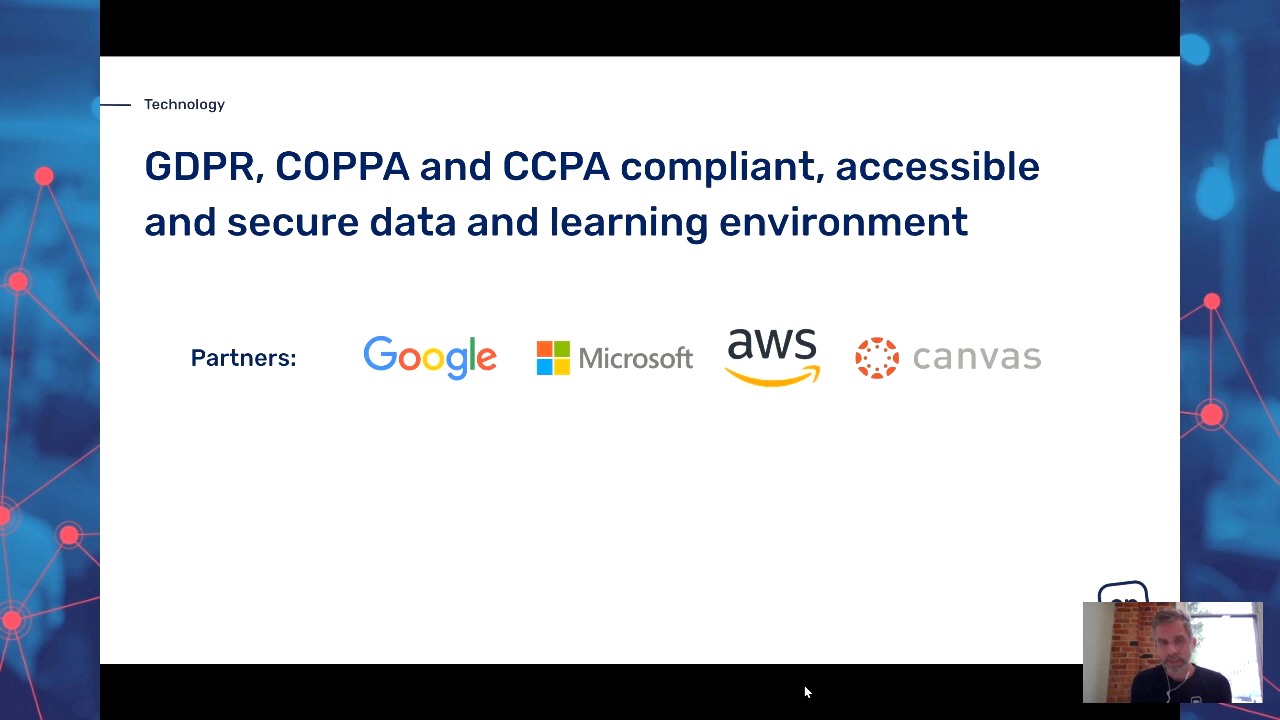 Technology
GDPR, COPPA and CCPA compliant, accessible
and secure data and learning environment
Partners:
Google
Microsoft
aws
canvas